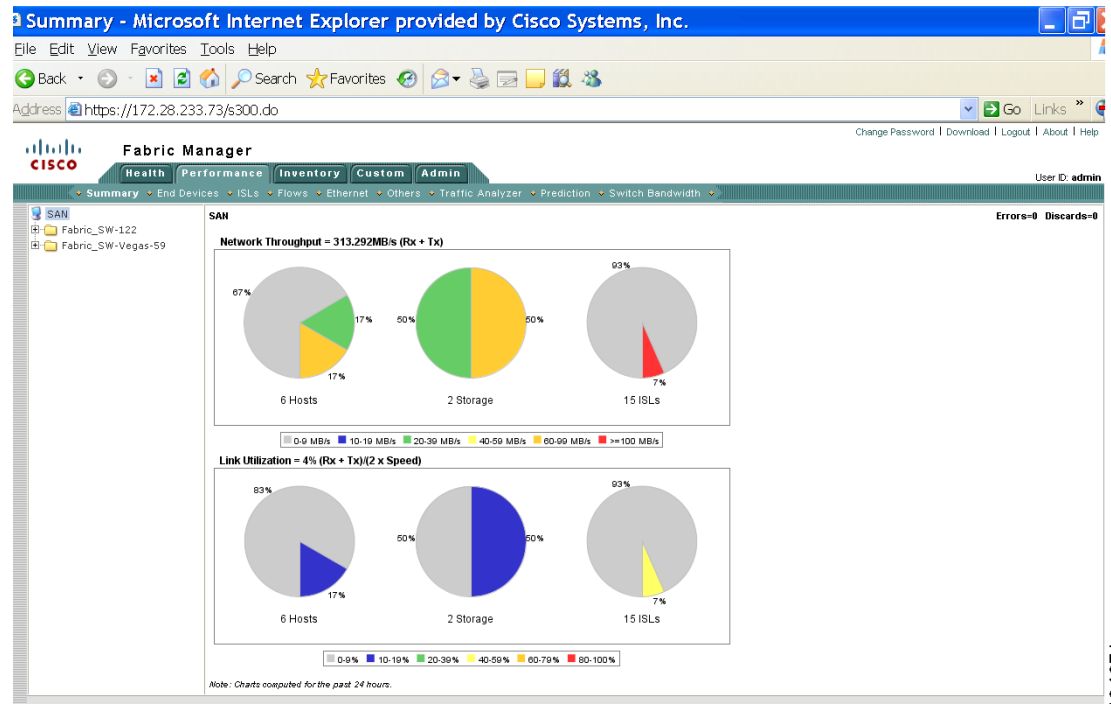 Summary - Microsoft Internet Explorer provided by Cisco Systems, Inc.
File Edit View Favorites Tools Help
Back Search Favorites
Address https://172.28.233.73/s300.do Go Links »
Change Password | Download | Logout | About | Help
CISCO Fabric Manager
Health Performance Inventory Custom Admin
User ID: admin
Summary End Devices ISLs Flows Ethernet Others Traffic Analyzer Prediction Switch Bandwidth
SAN
Fabric_SW-122
Fabric_SW-Vegas-59
SAN Errors=0 Discards=0
Network Throughput = 313.292MB/s (Rx + Tx)
67% 17% 17%
50% 50%
93% 7%
6 Hosts 2 Storage 15 ISLs
0-9 MB/s 10-19 MB/s 20-39 MB/s 40-59 MB/s 60-99 MB/s >=100 MB/s
Link Utilization = 4% (Rx + Tx)/(2 x Speed)
83% 17%
50% 50%
93% 7%
6 Hosts 2 Storage 15 ISLs
0-9% 10-19% 20-39% 40-59% 60-79% 80-100%
Note: Charts computed for the past 24 hours.